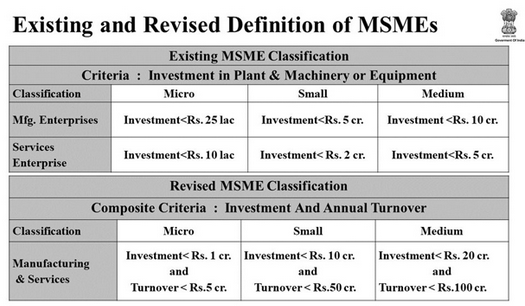 Existing and Revised Definition of MSMEs
Government Of India
Existing MSME Classification
Criteria : Investment in Plant & Machinery or Equipment
Classification Micro Small Medium
Mfg. Enterprises Investment<Rs. 25 lac Investment<Rs. 5 cr. Investment <Rs. 10 cr.
Services
Enterprise Investment<Rs. 10 lac Investment< Rs. 2 cr. Investment<Rs. 5 cr.
Revised MSME Classification
Composite Criteria : Investment And Annual Turnover
Classification Micro Small Medium
Manufacturing
& Services
Investment< Rs. 1 cr.
and
Turnover < Rs.5 cr.
Investment< Rs. 10 cr.
and
Turnover < Rs.50 cr.
Investment< Rs. 20 cr.
and
Turnover < Rs.100 cr.